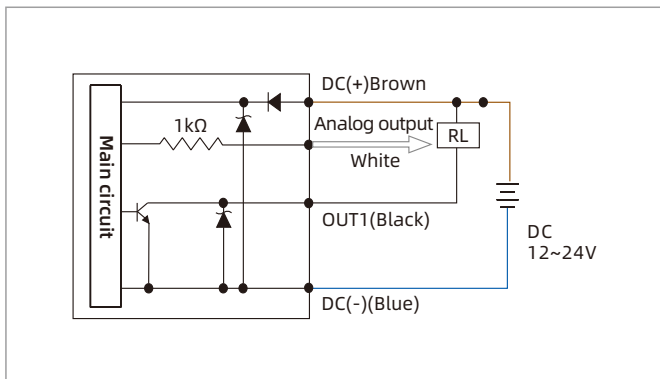 DC(+)Brown
1kΩ
Analog output
RL
White
Main circuit
OUT1(Black)
DC
12~24V
DC(-)(Blue)